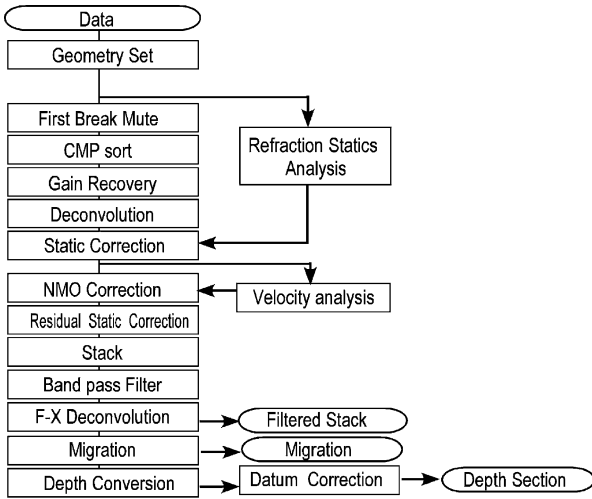 Data
Geometry Set
First Break Mute
CMP sort
Gain Recovery
Deconvolution
Static Correction
Refraction Statics
Analysis
NMO Correction
Velocity analysis
Residual Static Correction
Stack
Band pass Filter
F-X Deconvolution
Filtered Stack
Migration
Migration
Depth Conversion
Datum Correction
Depth Section